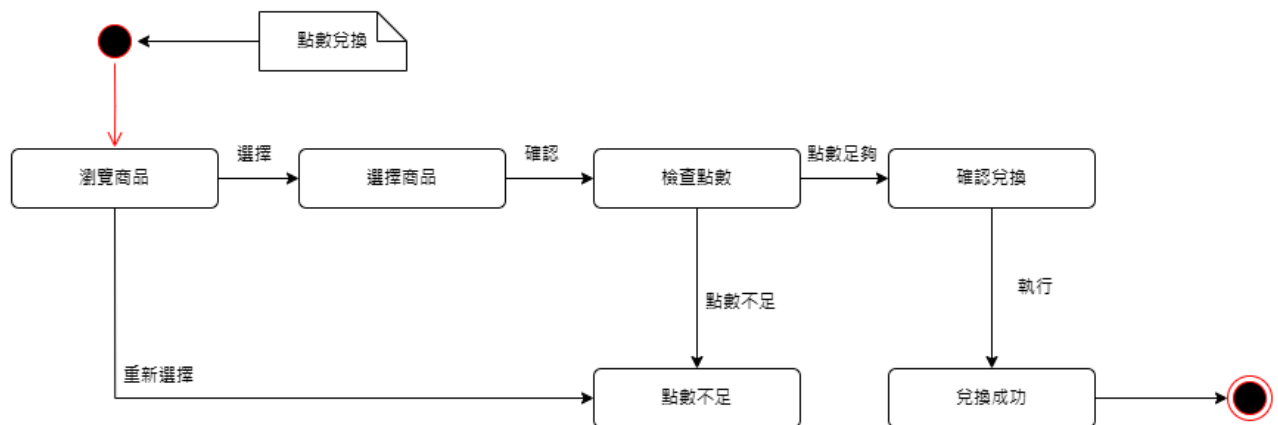 點數兌換
選擇
確認
點數足夠
瀏覽商品
選擇商品
檢查點數
確認兌換
執行
點數不足
重新選擇
點數不足
兌換成功